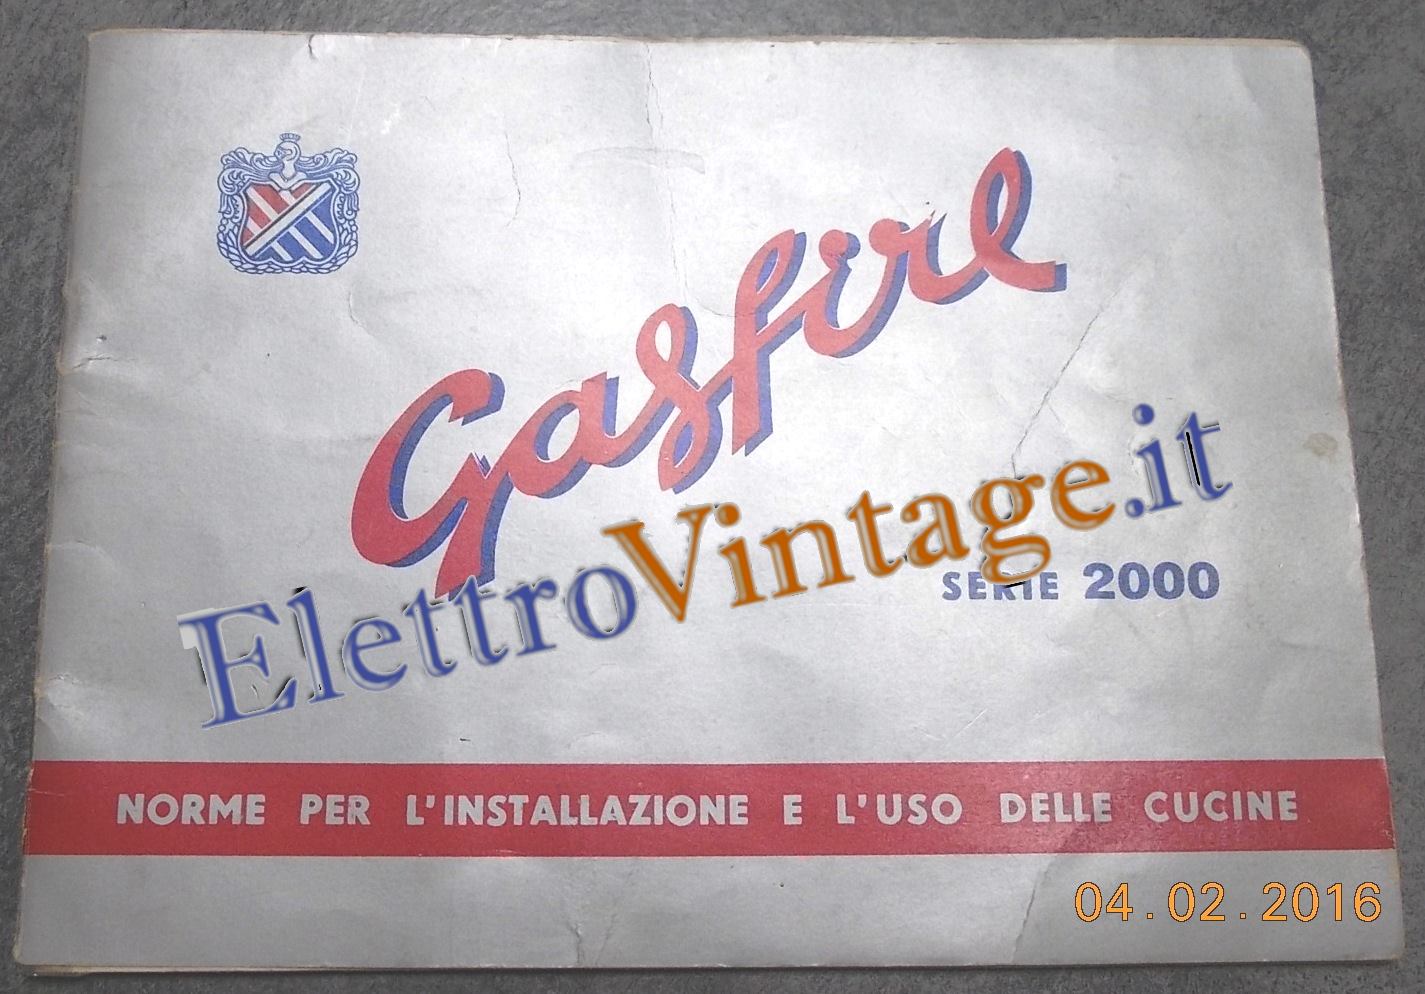 Gasfire
ElettroVintage.it
SERIE 2000
NORME PER L'INSTALLAZIONE E L'USO DELLE CUCINE
04.02.2016